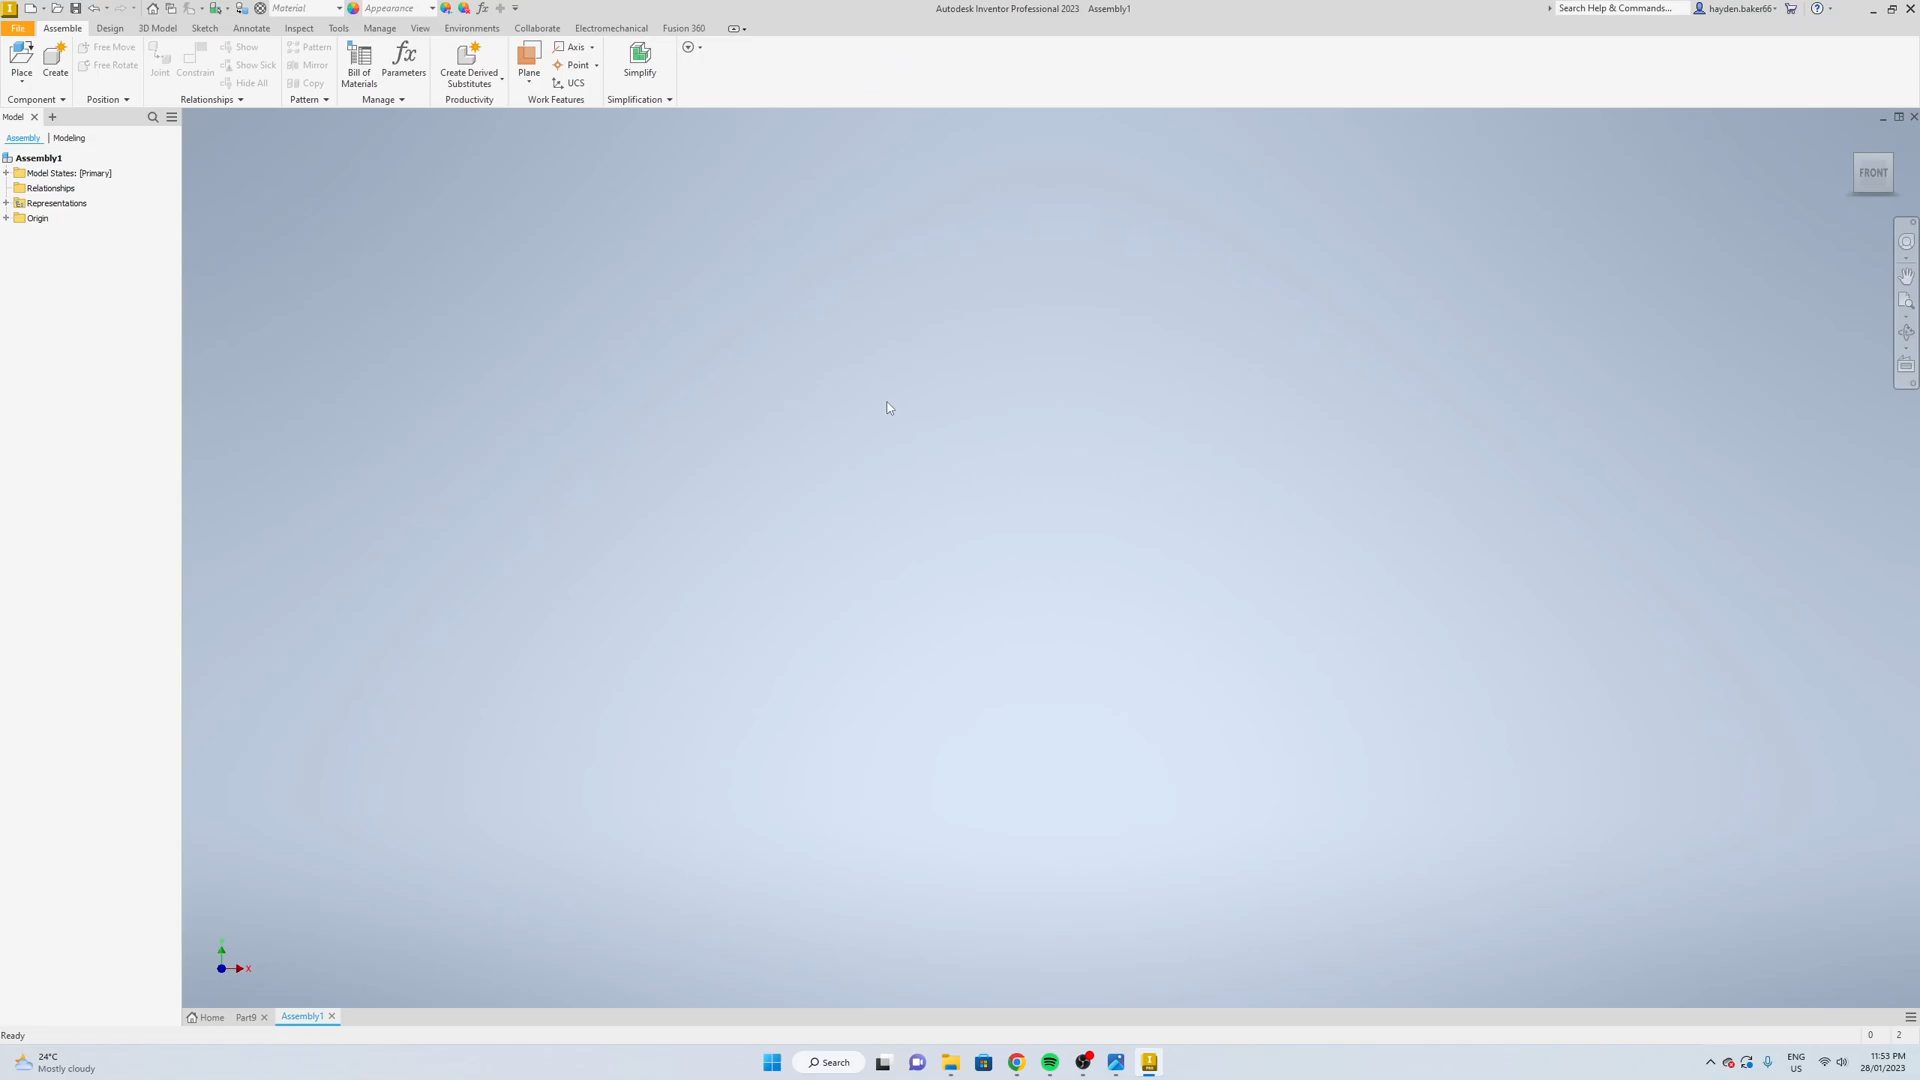 Material
Appearance
Autodesk Inventor Professional 2023 Assembly1
Search Help & Commands...
hayden.baker66
File Assemble Design 3D Model Sketch Annotate Inspect Tools Manage View Environments Collaborate Electromechanical Fusion 360
Place
Create
Free Move
Free Rotate
Joint
Constrain
Show
Show Sick
Hide All
Pattern
Mirror
Copy
Bill of
Materials
Parameters
Create Derived
Substitutes
Plane
Axis
Point
UCS
Simplify
Component Position Relationships Pattern Manage Productivity Work Features Simplification
Model
Assembly | Modeling
Assembly1
Model States: [Primary]
Relationships
Representations
Origin
FRONT
X
Home Part9 Assembly1
Ready
0 2
24°C
Mostly cloudy
Search
ENG
US
11:53 PM
28/01/2023